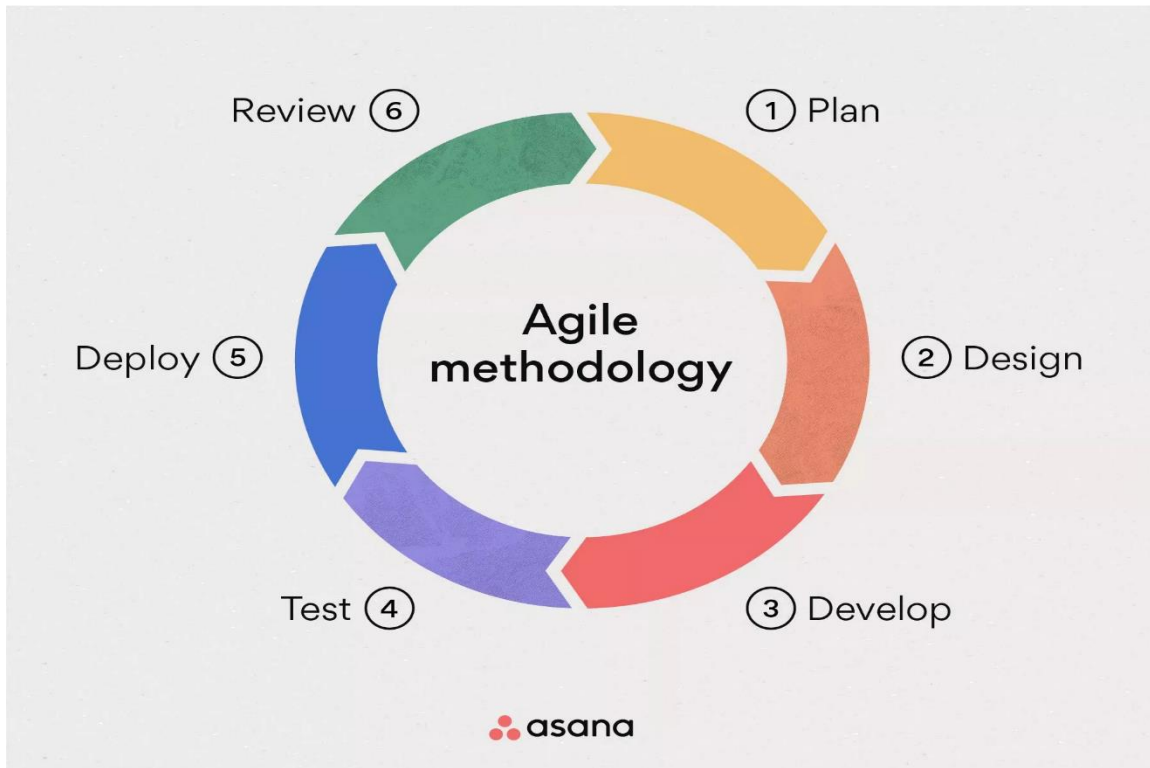 Review 6
1 Plan
Agile
methodology
Deploy 5
2 Design
Test 4
3 Develop
asana